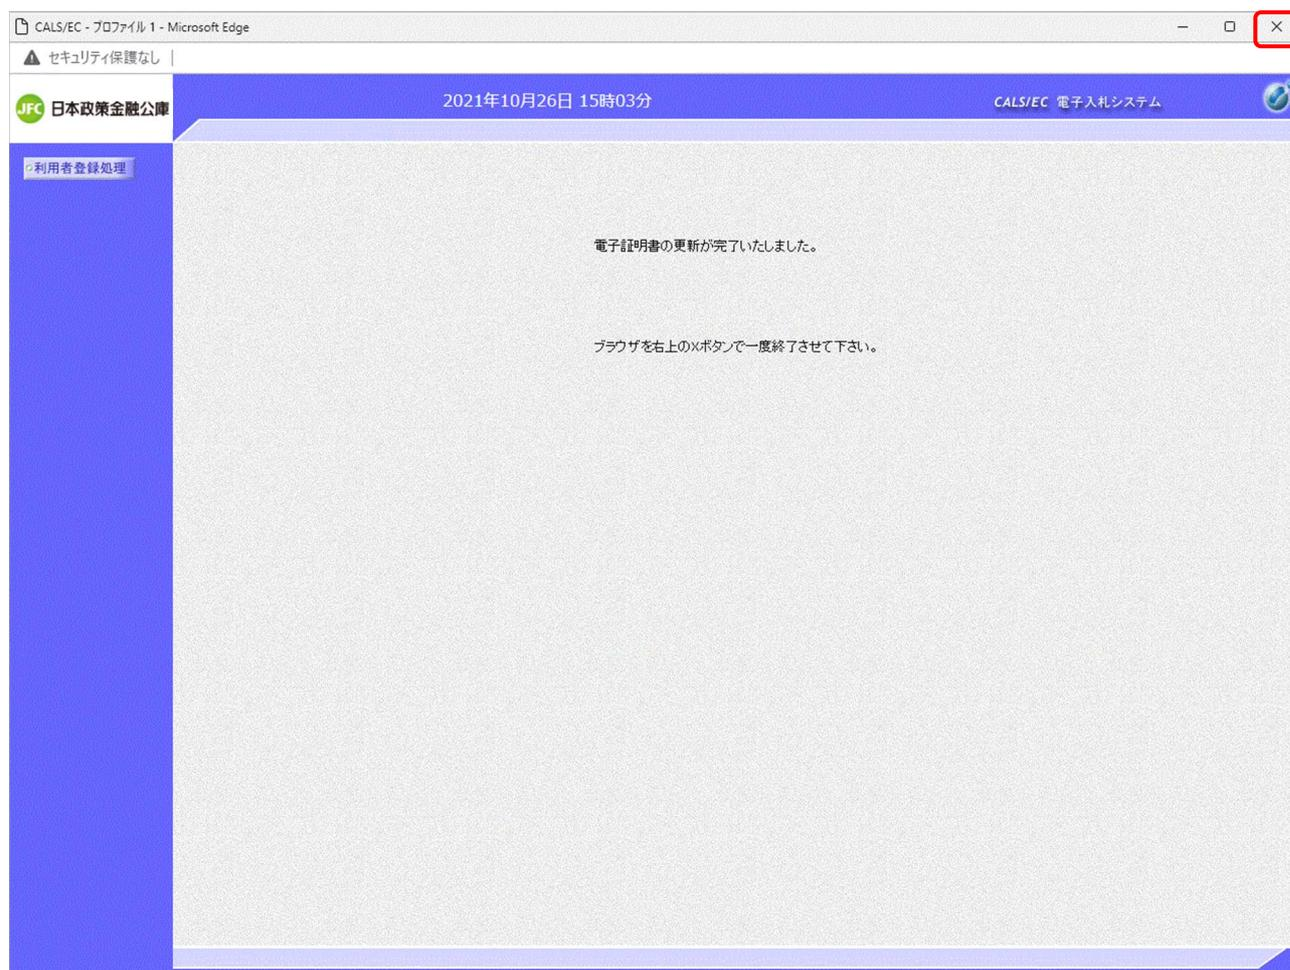 CALS/EC - プロファイル 1 - Microsoft Edge
セキュリティ保護なし
JFC 日本政策金融公庫
2021年10月26日 15時03分
CALS/EC 電子入札システム
利用者登録処理
電子証明書の更新が完了いたしました。
ブラウザを右上の×ボタンで一度終了させて下さい。